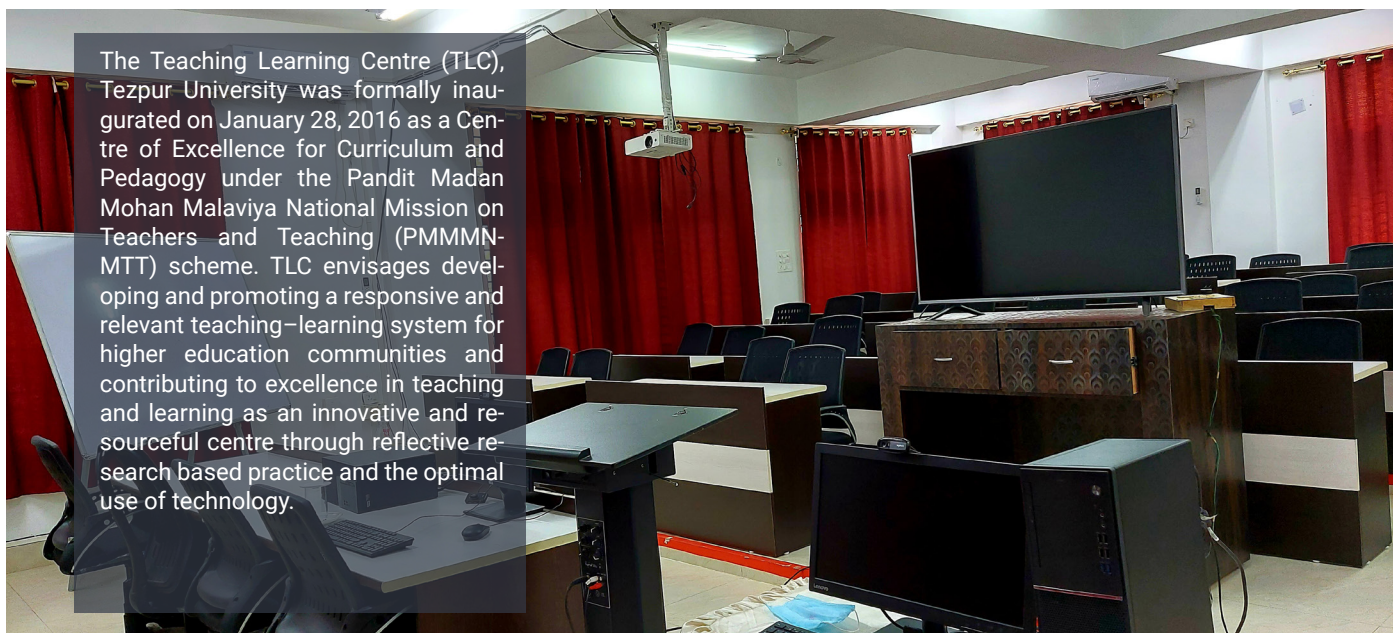 The Teaching Learning Centre (TLC),
Tezpur University was formally inau-
gurated on January 28, 2016 as a Cen-
tre of Excellence for Curriculum and
Pedagogy under the Pandit Madan
Mohan Malaviya National Mission on
Teachers and Teaching (PMMMN-
MTT) scheme. TLC envisages devel-
oping and promoting a responsive and
relevant teaching–learning system for
higher education communities and
contributing to excellence in teaching
and learning as an innovative and re-
sourceful centre through reflective re-
search based practice and the optimal
use of technology.
Lenovo